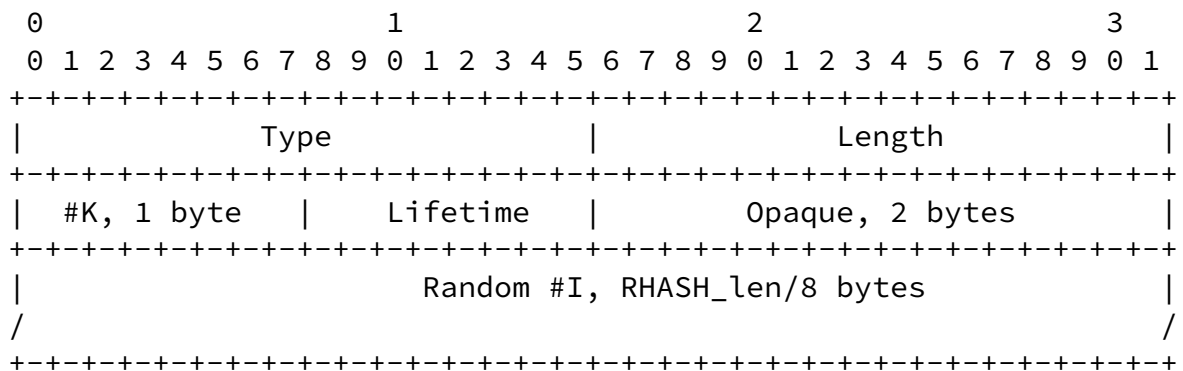 0                   1                   2                   3
 0 1 2 3 4 5 6 7 8 9 0 1 2 3 4 5 6 7 8 9 0 1 2 3 4 5 6 7 8 9 0 1
+-+-+-+-+-+-+-+-+-+-+-+-+-+-+-+-+-+-+-+-+-+-+-+-+-+-+-+-+-+-+-+-+
|             Type              |             Length            |
+-+-+-+-+-+-+-+-+-+-+-+-+-+-+-+-+-+-+-+-+-+-+-+-+-+-+-+-+-+-+-+-+
|  #K, 1 byte   |    Lifetime   |        Opaque, 2 bytes        |
+-+-+-+-+-+-+-+-+-+-+-+-+-+-+-+-+-+-+-+-+-+-+-+-+-+-+-+-+-+-+-+-+
|                      Random #I, RHASH_len/8 bytes             |
/                                                               /
+-+-+-+-+-+-+-+-+-+-+-+-+-+-+-+-+-+-+-+-+-+-+-+-+-+-+-+-+-+-+-+-+